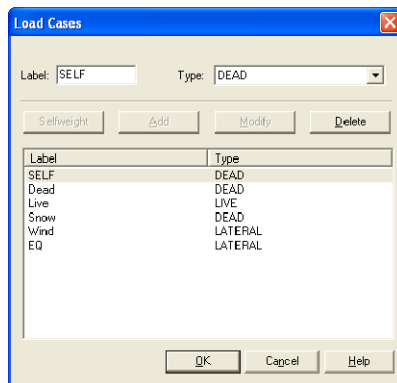 Load Cases
Label: SELF Type: DEAD
Selfweight Add Modify Delete
Label Type
SELF DEAD
Dead DEAD
Live LIVE
Snow DEAD
Wind LATERAL
EQ LATERAL
OK Cancel Help